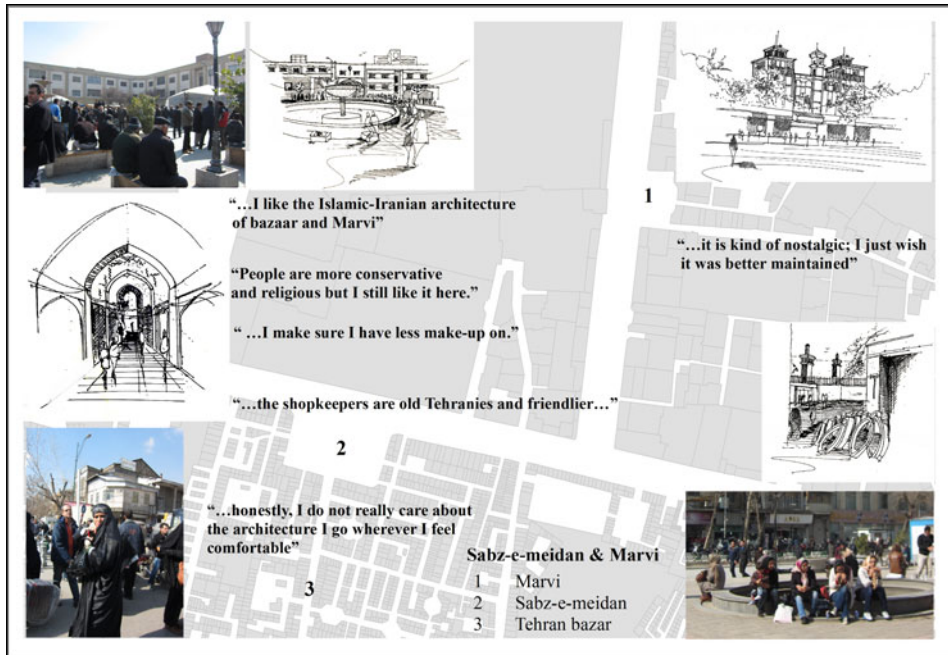 1
“…I like the Islamic-Iranian architecture
of bazaar and Marvi”
“…it is kind of nostalgic; I just wish
it was better maintained”
“People are more conservative
and religious but I still like it here.”
“ …I make sure I have less make-up on.”
“…the shopkeepers are old Tehranies and friendlier…”
2
“…honestly, I do not really care about
the architecture I go wherever I feel
comfortable”
3
Sabz-e-meidan & Marvi
1 Marvi
2 Sabz-e-meidan
3 Tehran bazar